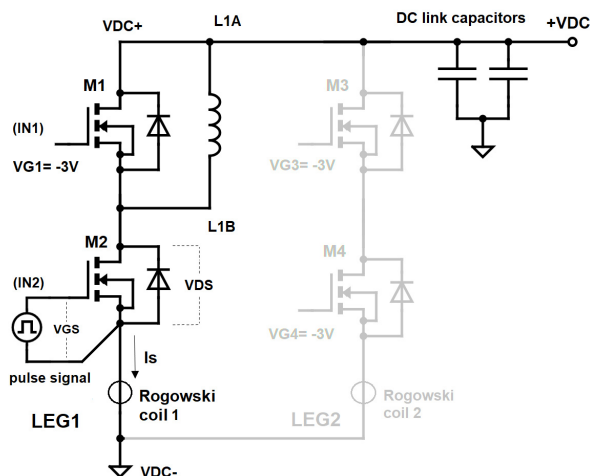 VDC+
L1A
DC link capacitors
+VDC
M1
M3
(IN1)
VG1= -3V
VG3= -3V
L1B
M2
M4
(IN2)
VDS
VGS
VG4= -3V
pulse signal
Is
Rogowski
coil 1
Rogowski
coil 2
LEG1
LEG2
VDC-